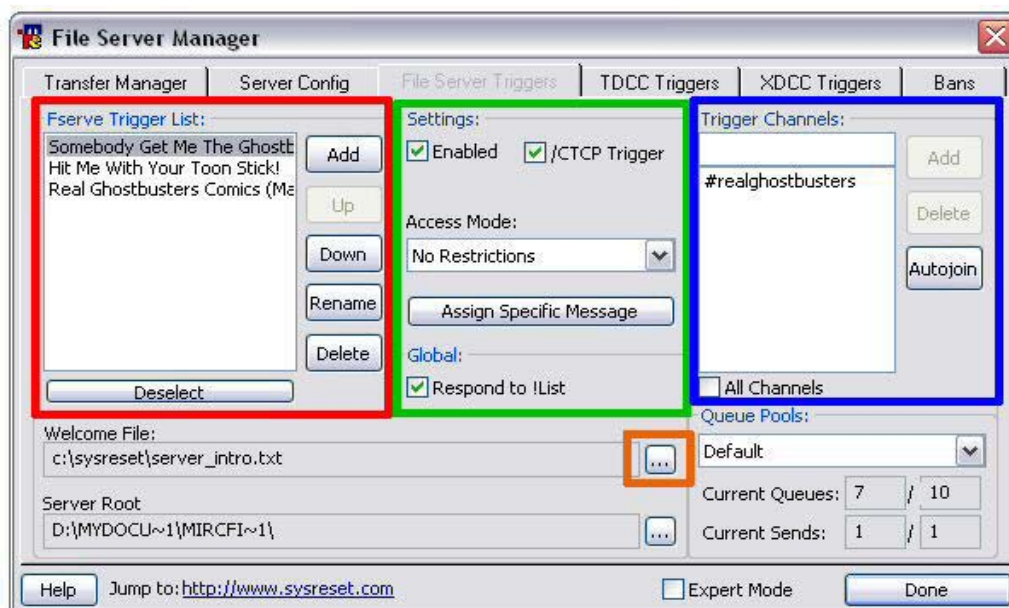 File Server Manager
Transfer Manager
Server Config
File Server Triggers
TDCC Triggers
XDCC Triggers
Bans
Fserve Trigger List:
Somebody Get Me The Ghostb
Hit Me With Your Toon Stick!
Real Ghostbusters Comics (Ma
Add
Up
Down
Rename
Delete
Deselect
Settings:
Enabled
/CTCP Trigger
Access Mode:
No Restrictions
Assign Specific Message
Global:
Respond to !List
Trigger Channels:
#realghostbusters
Add
Delete
Autojoin
All Channels
Welcome File:
c:\sysreset\server_intro.txt
...
Server Root
D:\MYDOCU~1\MIRCFI~1\
...
Queue Pools:
Default
Current Queues: 7 / 10
Current Sends: 1 / 1
Help
Jump to: http://www.sysreset.com
Expert Mode
Done